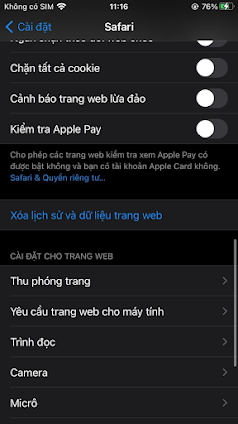 Không có SIM 11:16 76%
Cài đặt Safari
Chặn tất cả cookie
Cảnh báo trang web lừa đảo
Kiểm tra Apple Pay
Cho phép các trang web kiểm tra xem Apple Pay có
được bật không và bạn có tài khoản Apple Card không.
Safari & Quyền riêng tư...
Xóa lịch sử và dữ liệu trang web
CÀI ĐẶT CHO TRANG WEB
Thu phóng trang
Yêu cầu trang web cho máy tính
Trình đọc
Camera
Micrô